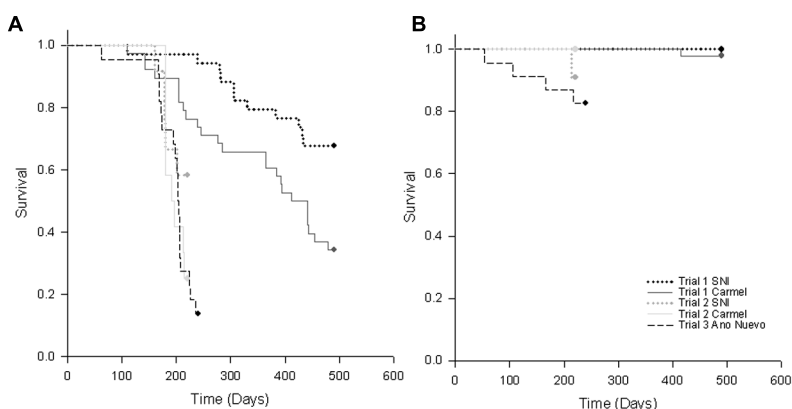 A
1.0
0.8
0.6
0.4
0.2
0.0
Survival
0 100 200 300 400 500 600
Time (Days)
B
1.0
0.8
0.6
0.4
0.2
0.0
Survival
Trial 1 SNI
Trial 1 Carmel
Trial 2 SNI
Trial 2 Carmel
Trial 3 Ano Nuevo
0 100 200 300 400 500 600
Time (Days)